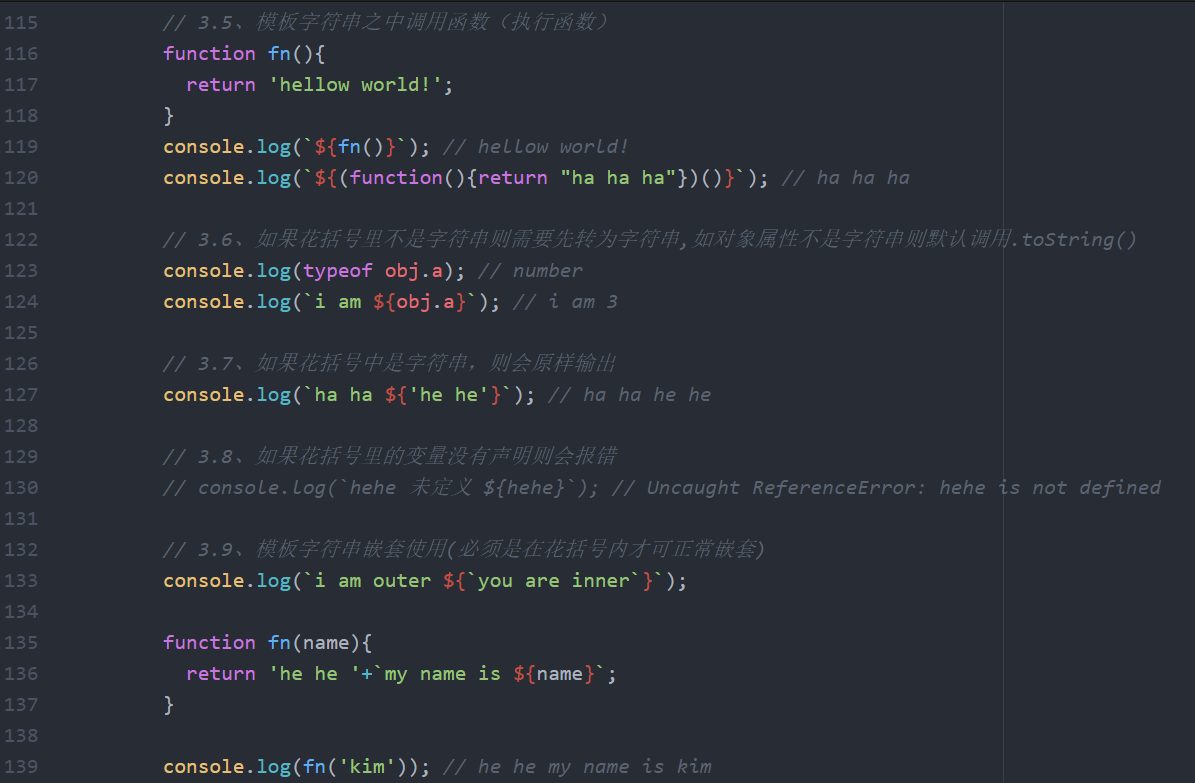 115 // 3.5、模板字符串之中调用函数（执行函数）
116 function fn(){
117 return 'hellow world!';
118 }
119 console.log(`${fn()}`); // hellow world!
120 console.log(`${(function(){return "ha ha ha"})()}`); // ha ha ha
121
122 // 3.6、如果花括号里不是字符串则需要先转为字符串,如对象属性不是字符串则默认调用.toString()
123 console.log(typeof obj.a); // number
124 console.log(`i am ${obj.a}`); // i am 3
125
126 // 3.7、如果花括号中是字符串，则会原样输出
127 console.log(`ha ha ${'he he'}`); // ha ha he he
128
129 // 3.8、如果花括号里的变量没有声明则会报错
130 // console.log(`hehe 未定义 ${hehe}`); // Uncaught ReferenceError: hehe is not defined
131
132 // 3.9、模板字符串嵌套使用(必须是在花括号内才可正常嵌套)
133 console.log(`i am outer ${`you are inner`}`);
134
135 function fn(name){
136 return 'he he '+`my name is ${name}`;
137 }
138
139 console.log(fn('kim')); // he he my name is kim